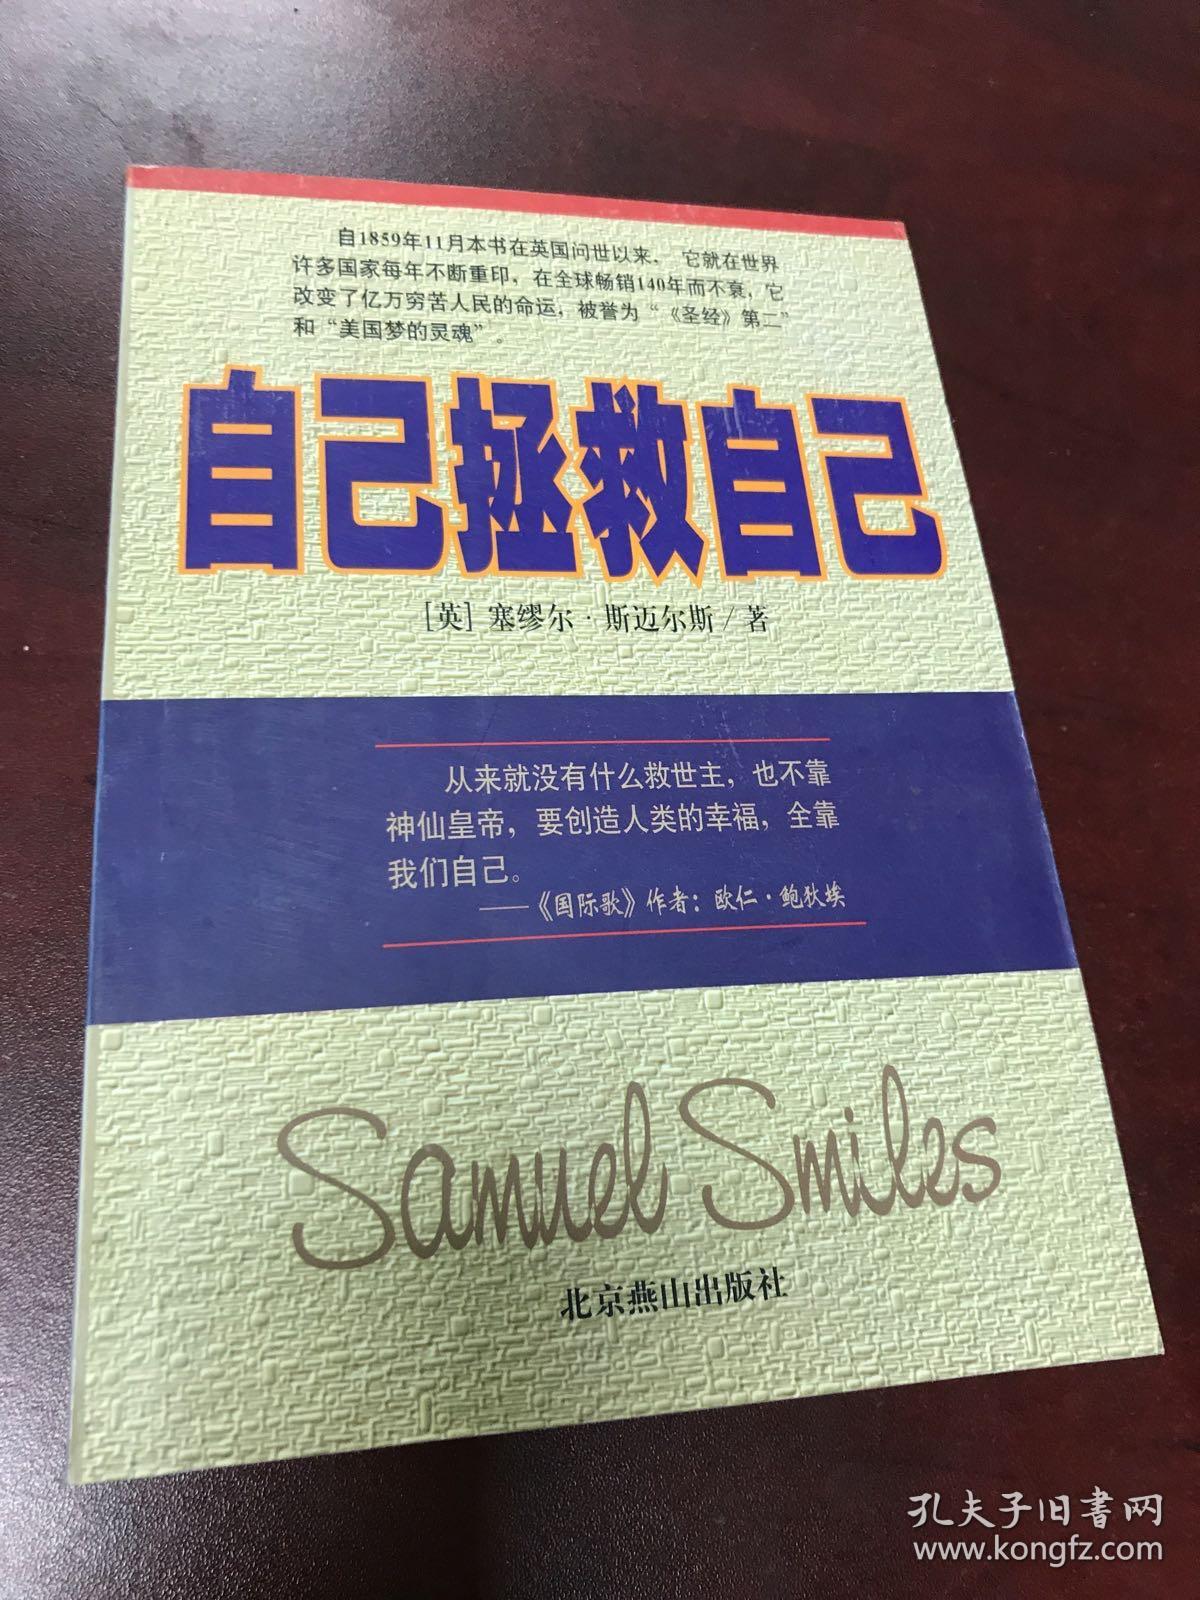 自1859年11月本书在英国问世以来，它就在世界
许多国家每年不断重印，在全球畅销140年而不衰，它
改变了亿万穷苦人民的命运，被誉为“《圣经》第二”
和“美国梦的灵魂”。
自己拯救自己
[英] 塞缪尔·斯迈尔斯/著
从来就没有什么救世主，也不靠
神仙皇帝，要创造人类的幸福，全靠
我们自己。
——《国际歌》作者：欧仁·鲍狄埃
Samuel Smiles
北京燕山出版社
孔夫子旧书网
www.kongfz.com